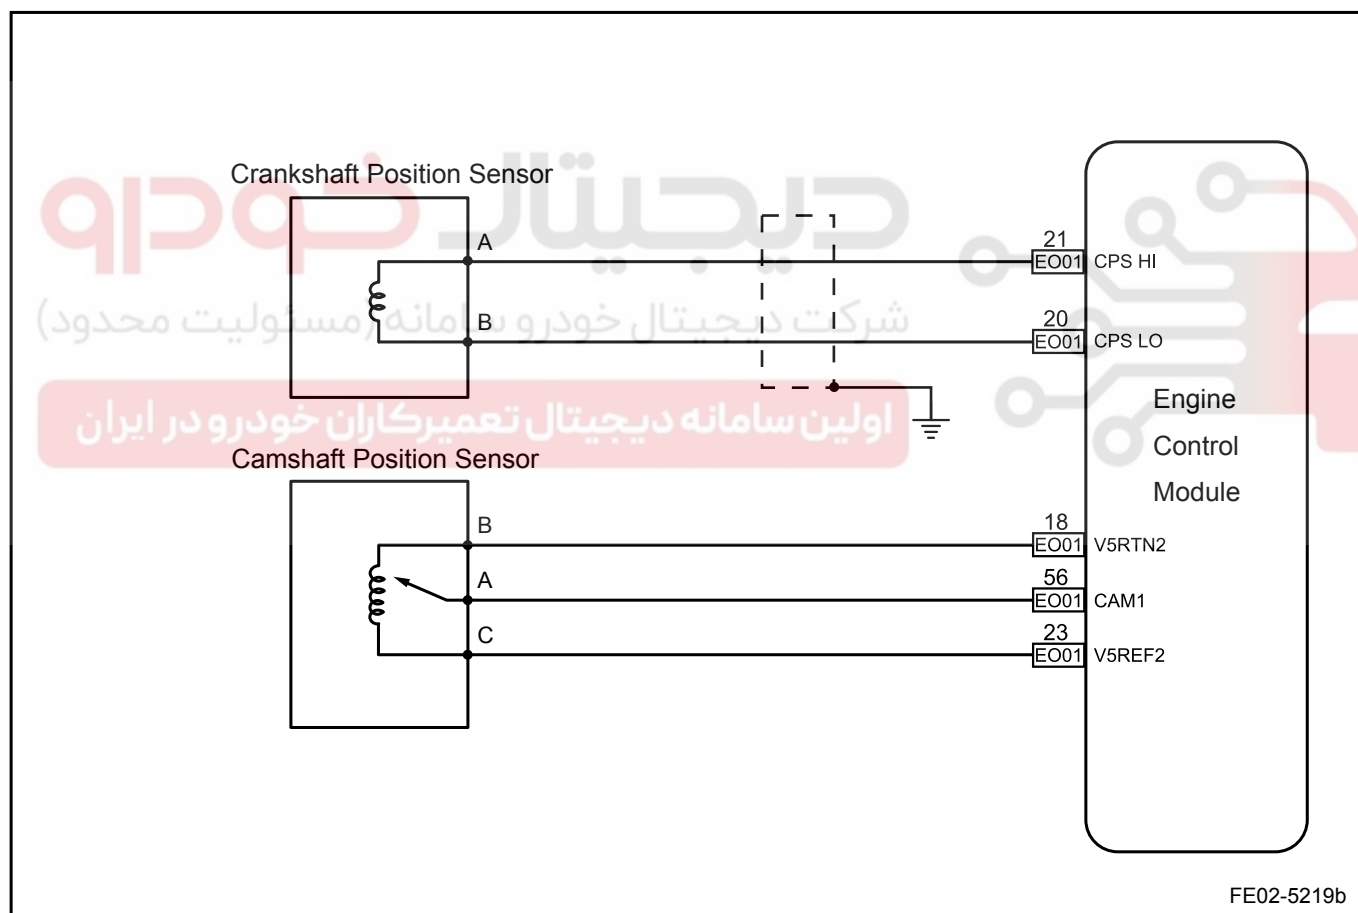 Crankshaft Position Sensor
دیجیتال خودرو
A
21
EO01 CPS HI
شرکت دیجیتال خودرو سامانه (مسئولیت محدود)
B
20
EO01 CPS LO
Engine
Control
Module
اولین سامانه دیجیتال تعمیرکاران خودرو در ایران
Camshaft Position Sensor
B
18
EO01 V5RTN2
A
56
EO01 CAM1
C
23
EO01 V5REF2
FE02-5219b